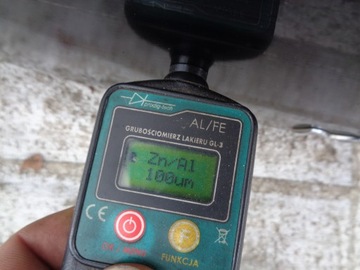 AL/FE
GRUBOŚCIOMIERZ LAKIERU GL-3
Zn/Al
100um
CE
FUNKCJA